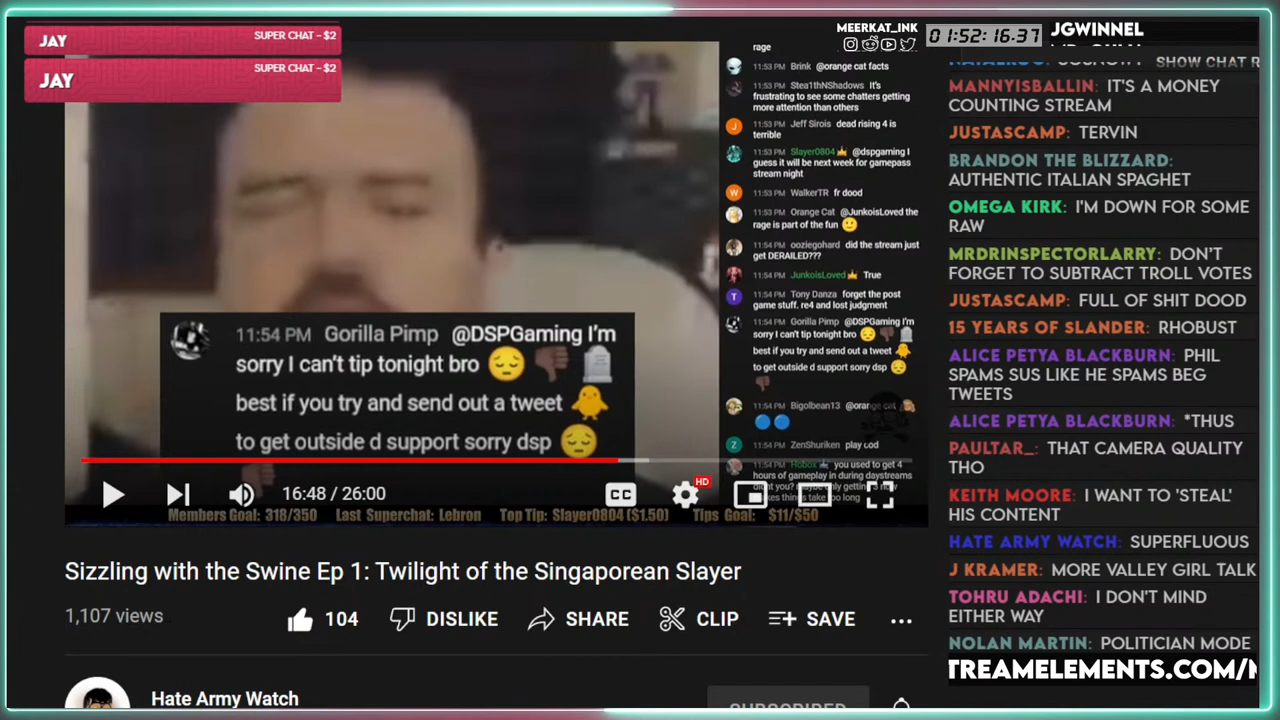 JAY
SUPER CHAT – $2
JAY
SUPER CHAT – $2
MEERKAT_INK
01:52:16.37
JGWINNEL
SHOW CHAT R
rage
11:53 PM Brink @orange cat facts
11:53 PM Stea1thNShadows It's
frustrating to see some chatters getting
more attention than others
11:53 PM Jeff Sirois dead rising 4 is
terrible
11:53 PM Slayer0804 @dspgaming I
guess it will be next week for gamepass
stream night
11:53 PM WalkerTR fr dood
11:53 PM Orange Cat @JunkoisLoved the
rage is part of the fun 🙂
11:54 PM ooziegohard did the stream just
get DERAILED???
11:54 PM JunkoisLoved True
11:54 PM Tony Danza forget the post
game stuff. re4 and lost judgment
11:54 PM Gorilla Pimp @DSPGaming I'm
sorry I can't tip tonight bro 😔👎🏿🪦
best if you try and send out a tweet 🐥
to get outside d support sorry dsp 😔
👎🏿
11:54 PM Bigolbean13 @orange cat
🔵🔵
11:54 PM ZenShuriken play cod
11:54 PM Hobox you used to get 4
hours of gameplay in during daystreams
11:54 PM Gorilla Pimp @DSPGaming I'm
sorry I can't tip tonight bro 😔👎🏿🪦
best if you try and send out a tweet 🐥
to get outside d support sorry dsp 😔
16:48 / 26:00
CC
HD
Members Goal: 318/350 Last Superchat: Lebron Top Tip: Slayer0804 ($1.50) Tips Goal: $11/$50
Sizzling with the Swine Ep 1: Twilight of the Singaporean Slayer
1,107 views
104
DISLIKE
SHARE
CLIP
SAVE
...
Hate Army Watch
SUBSCRIBED
MANNYISBALLIN: IT'S A MONEY
COUNTING STREAM
JUSTASCAMP: TERVIN
BRANDON THE BLIZZARD:
AUTHENTIC ITALIAN SPAGHET
OMEGA KIRK: I'M DOWN FOR SOME
RAW
MRDRINSPECTORLARRY: DON'T
FORGET TO SUBTRACT TROLL VOTES
JUSTASCAMP: FULL OF SHIT DOOD
15 YEARS OF SLANDER: RHOBUST
ALICE PETYA BLACKBURN: PHIL
SPAMS SUS LIKE HE SPAMS BEG
TWEETS
ALICE PETYA BLACKBURN: *THUS
PAULTAR_: THAT CAMERA QUALITY
THO
KEITH MOORE: I WANT TO 'STEAL'
HIS CONTENT
HATE ARMY WATCH: SUPERFLUOUS
J KRAMER: MORE VALLEY GIRL TALK
TOHRU ADACHI: I DON'T MIND
EITHER WAY
NOLAN MARTIN: POLITICIAN MODE
TREAMELEMENTS.COM/